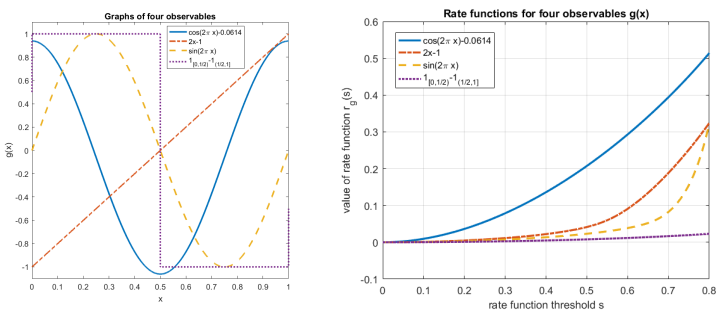 Graphs of four observables
cos(2π x)-0.0614
2x-1
sin(2π x)
1[0,1/2)-1(1/2,1]
1
0.8
0.6
0.4
0.2
0
-0.2
-0.4
-0.6
-0.8
-1
g(x)
0 0.1 0.2 0.3 0.4 0.5 0.6 0.7 0.8 0.9 1
x
Rate functions for four observables g(x)
cos(2π x)-0.0614
2x-1
sin(2π x)
1[0,1/2)-1(1/2,1]
0.6
0.5
0.4
0.3
0.2
0.1
0
-0.1
value of rate function rg(s)
0 0.1 0.2 0.3 0.4 0.5 0.6 0.7 0.8
rate function threshold s